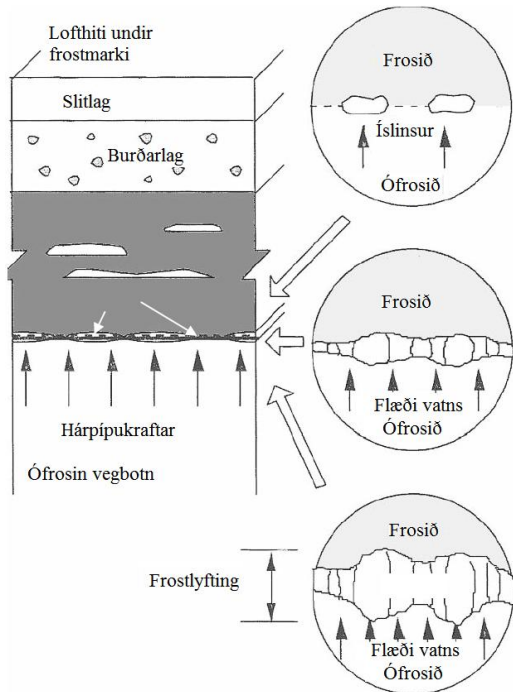 Lofthiti undir
frostmarki
Slitlag
Burðarlag
Hárpípukraftar
Ófrosin vegbotn
Frosið
Íslinsur
Ófrosið
Frosið
Flæði vatns
Ófrosið
Frosið
Frostlyfting
Flæði vatns
Ófrosið